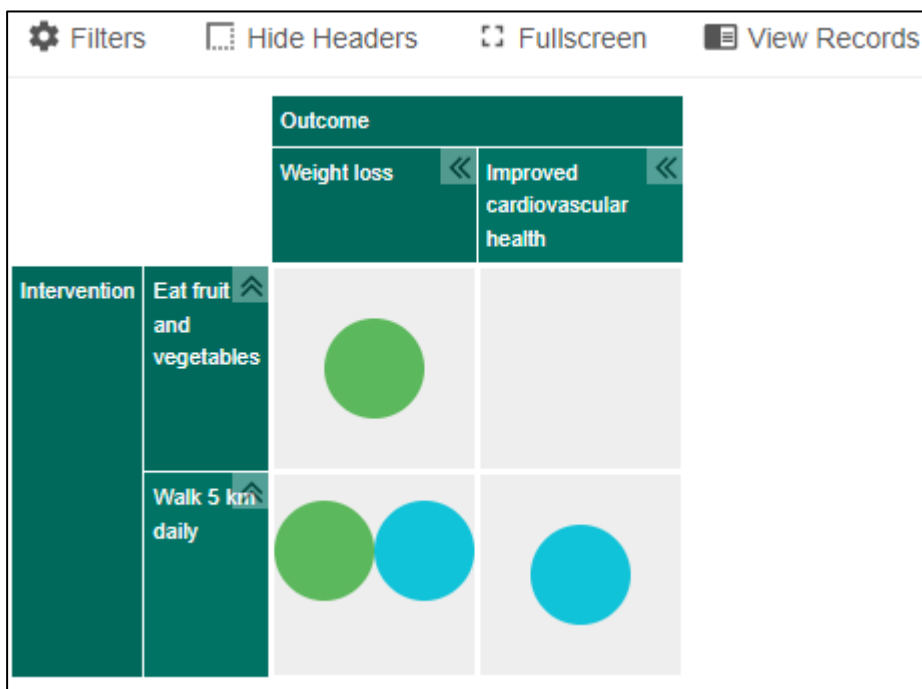 Filters
Hide Headers
Fullscreen
View Records
Outcome
Weight loss
Improved
cardiovascular
health
Intervention
Eat fruit
and
vegetables
Walk 5 km
daily